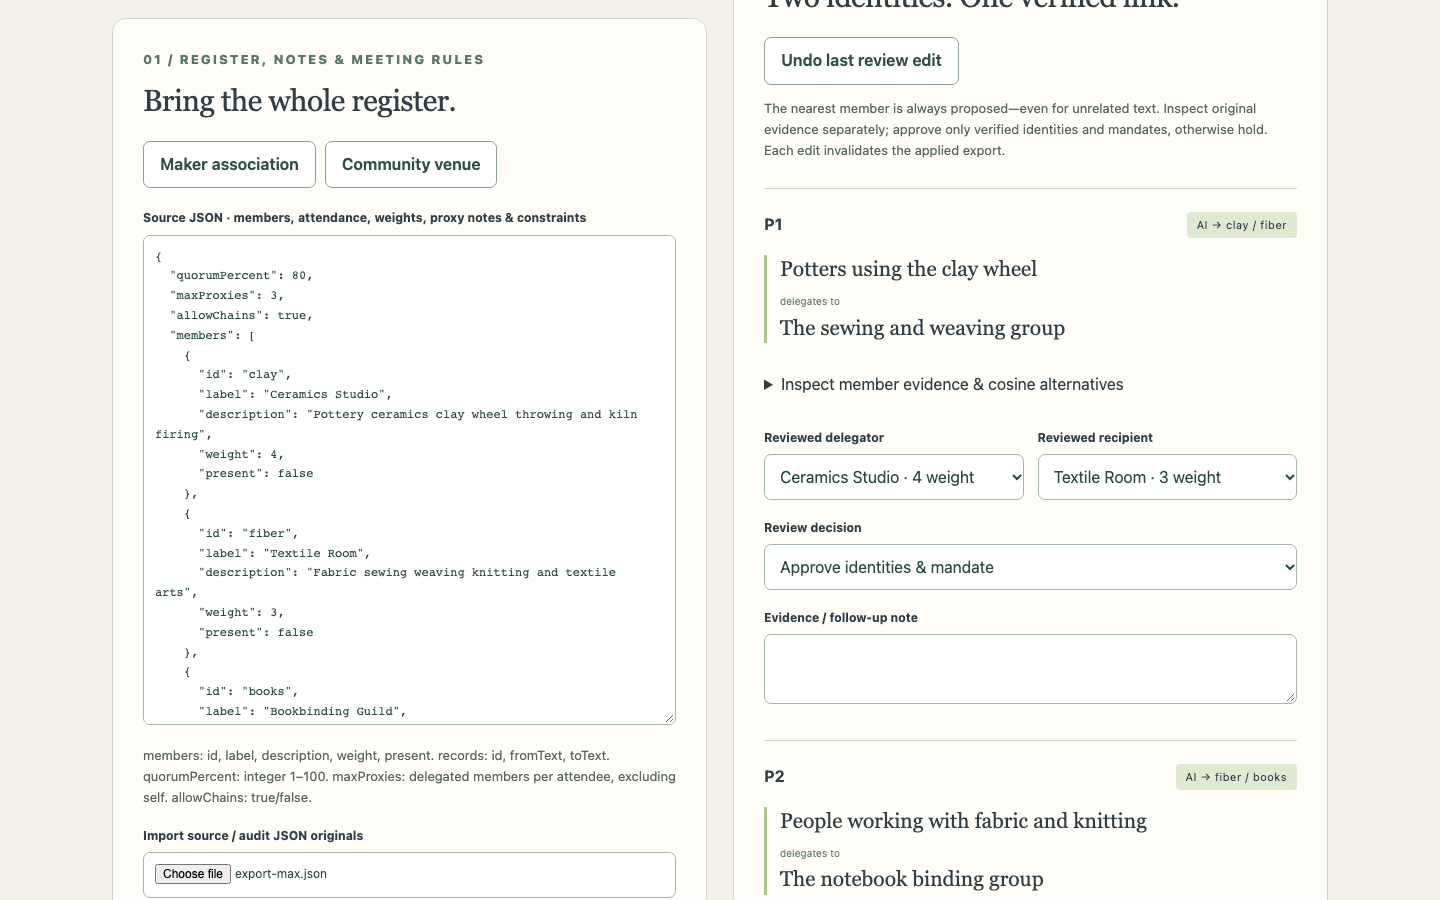 01 / REGISTER, NOTES & MEETING RULES
Bring the whole register.
Maker association
Community venue
Source JSON · members, attendance, weights, proxy notes & constraints
{
"quorumPercent": 80,
"maxProxies": 3,
"allowChains": true,
"members": [
{
"id": "clay",
"label": "Ceramics Studio",
"description": "Pottery ceramics clay wheel throwing and kiln
firing",
"weight": 4,
"present": false
},
{
"id": "fiber",
"label": "Textile Room",
"description": "Fabric sewing weaving knitting and textile
arts",
"weight": 3,
"present": false
},
{
"id": "books",
"label": "Bookbinding Guild",
members: id, label, description, weight, present. records: id, fromText, toText.
quorumPercent: integer 1–100. maxProxies: delegated members per attendee, excluding
self. allowChains: true/false.
Import source / audit JSON originals
Choose file export-max.json
Two identities. One verified link.
Undo last review edit
The nearest member is always proposed—even for unrelated text. Inspect original
evidence separately; approve only verified identities and mandates, otherwise hold.
Each edit invalidates the applied export.
P1
AI → clay / fiber
Potters using the clay wheel
delegates to
The sewing and weaving group
Inspect member evidence & cosine alternatives
Reviewed delegator
Reviewed recipient
Ceramics Studio · 4 weight
Textile Room · 3 weight
Review decision
Approve identities & mandate
Evidence / follow-up note
P2
AI → fiber / books
People working with fabric and knitting
delegates to
The notebook binding group